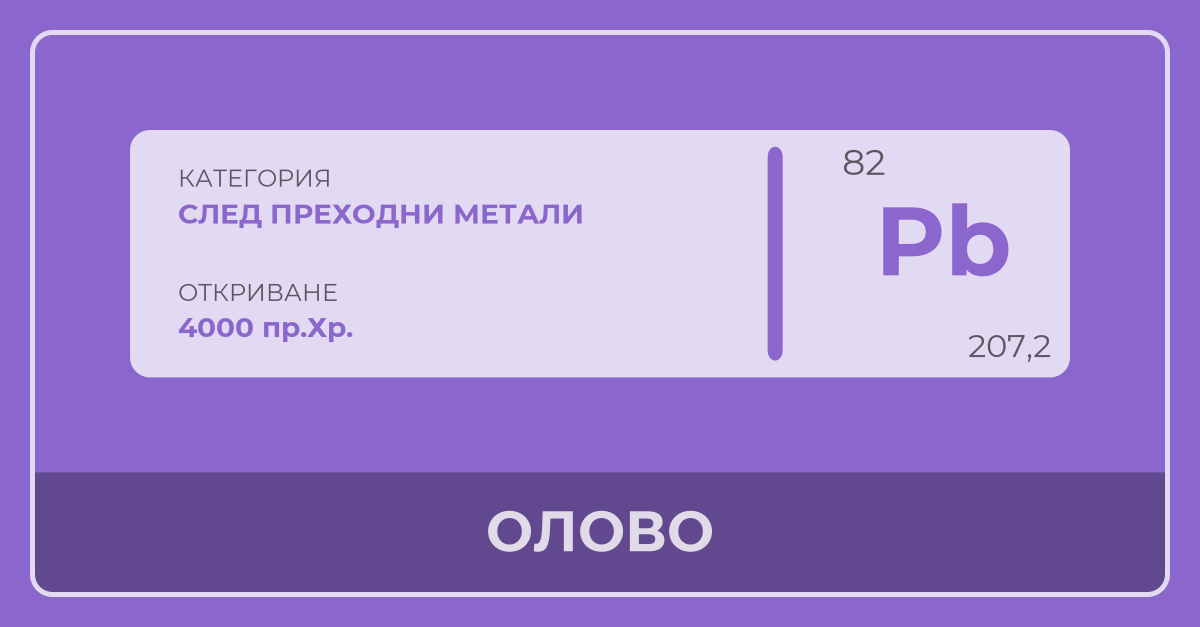 КАТЕГОРИЯ
СЛЕД ПРЕХОДНИ МЕТАЛИ
ОТКРИВАНЕ
4000 пр.Хр.
82
Pb
207,2
ОЛОВО